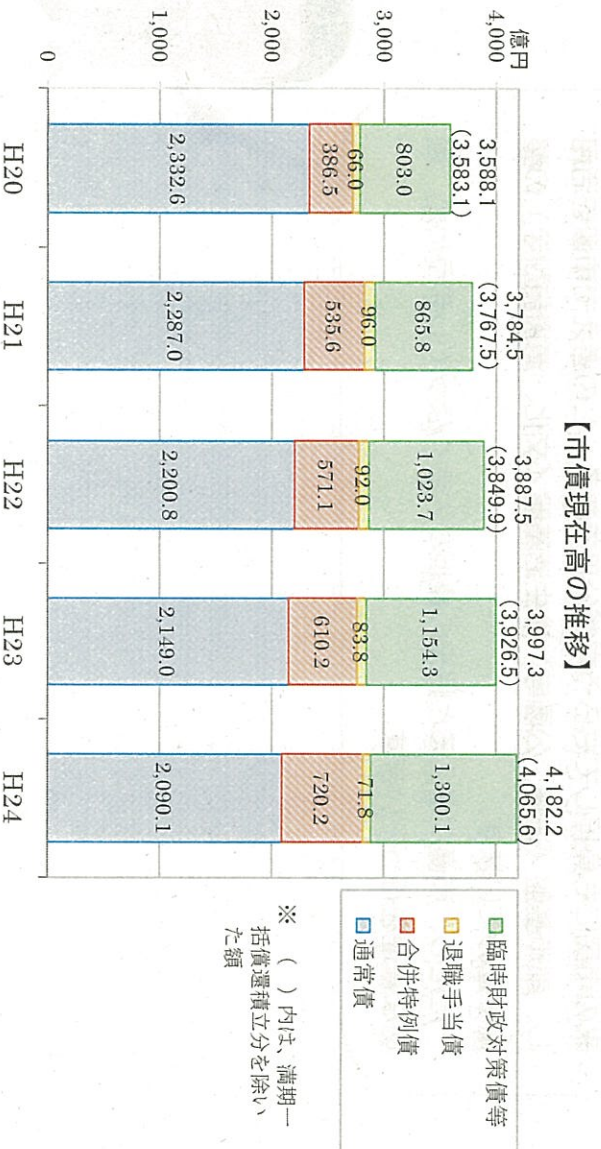 【市債現在高の推移】
億円
4,000
3,000
2,000
1,000
0
3,588.1
(3,583.1)
803.0
66.0
386.5
2,332.6
H20
3,784.5
(3,767.5)
865.8
96.0
535.6
2,287.0
H21
3,887.5
(3,849.9)
1,023.7
92.0
571.1
2,200.8
H22
3,997.3
(3,926.5)
1,154.3
83.8
610.2
2,149.0
H23
4,182.2
(4,065.6)
1,300.1
71.8
720.2
2,090.1
H24
臨時財政対策債等
退職手当債
合併特例債
通常債
※ ( )内は、満期一
括償還積立分を除い
た額